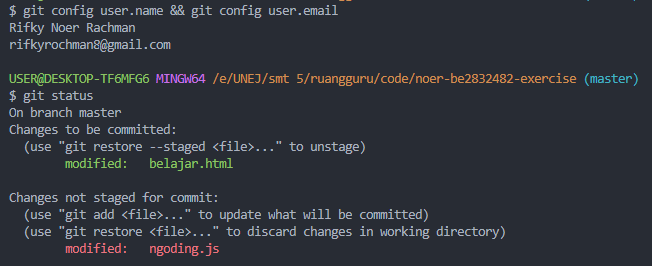 $ git config user.name && git config user.email
Rifky Noer Rachman
rifkyrochman8@gmail.com
USER@DESKTOP-TF6MFG6 MINGW64 /e/UNEJ/smt 5/ruangguru/code/noer-be2832482-exercise (master)
$ git status
On branch master
Changes to be committed:
  (use "git restore --staged <file>..." to unstage)
        modified:   belajar.html
Changes not staged for commit:
  (use "git add <file>..." to update what will be committed)
  (use "git restore <file>..." to discard changes in working directory)
        modified:   ngoding.js